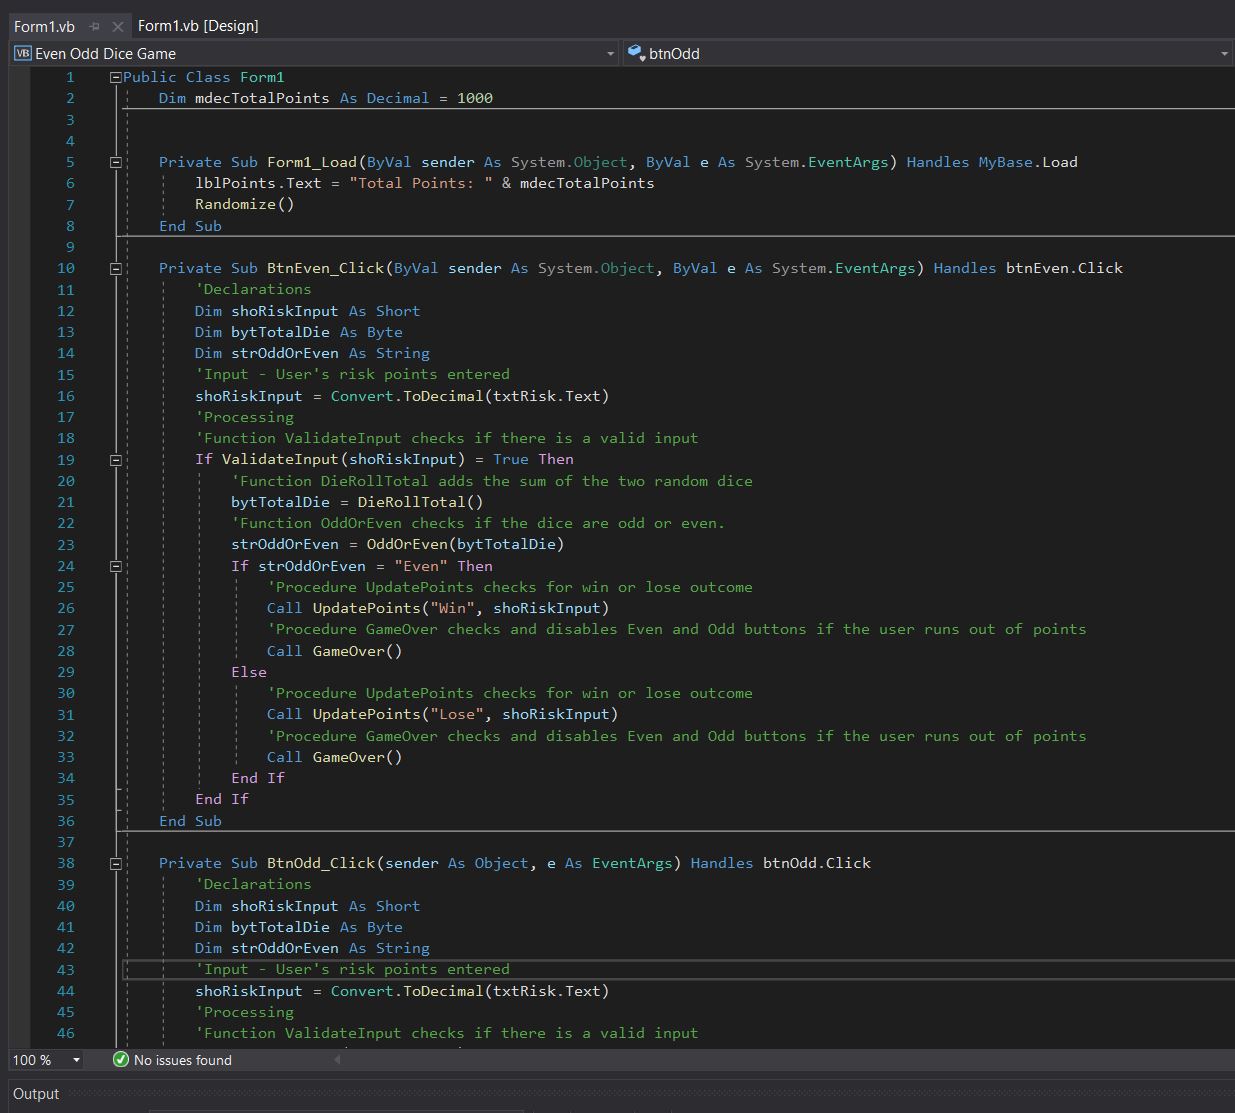 Form1.vb
Form1.vb [Design]
VB Even Odd Dice Game
btnOdd
1 Public Class Form1
2 Dim mdecTotalPoints As Decimal = 1000
3
4
5 Private Sub Form1_Load(ByVal sender As System.Object, ByVal e As System.EventArgs) Handles MyBase.Load
6 lblPoints.Text = "Total Points: " & mdecTotalPoints
7 Randomize()
8 End Sub
9
10 Private Sub BtnEven_Click(ByVal sender As System.Object, ByVal e As System.EventArgs) Handles btnEven.Click
11 'Declarations
12 Dim shoRiskInput As Short
13 Dim bytTotalDie As Byte
14 Dim strOddOrEven As String
15 'Input - User's risk points entered
16 shoRiskInput = Convert.ToDecimal(txtRisk.Text)
17 'Processing
18 'Function ValidateInput checks if there is a valid input
19 If ValidateInput(shoRiskInput) = True Then
20 'Function DieRollTotal adds the sum of the two random dice
21 bytTotalDie = DieRollTotal()
22 'Function OddOrEven checks if the dice are odd or even.
23 strOddOrEven = OddOrEven(bytTotalDie)
24 If strOddOrEven = "Even" Then
25 'Procedure UpdatePoints checks for win or lose outcome
26 Call UpdatePoints("Win", shoRiskInput)
27 'Procedure GameOver checks and disables Even and Odd buttons if the user runs out of points
28 Call GameOver()
29 Else
30 'Procedure UpdatePoints checks for win or lose outcome
31 Call UpdatePoints("Lose", shoRiskInput)
32 'Procedure GameOver checks and disables Even and Odd buttons if the user runs out of points
33 Call GameOver()
34 End If
35 End If
36 End Sub
37
38 Private Sub BtnOdd_Click(sender As Object, e As EventArgs) Handles btnOdd.Click
39 'Declarations
40 Dim shoRiskInput As Short
41 Dim bytTotalDie As Byte
42 Dim strOddOrEven As String
43 'Input - User's risk points entered
44 shoRiskInput = Convert.ToDecimal(txtRisk.Text)
45 'Processing
46 'Function ValidateInput checks if there is a valid input
100 %
No issues found
Output